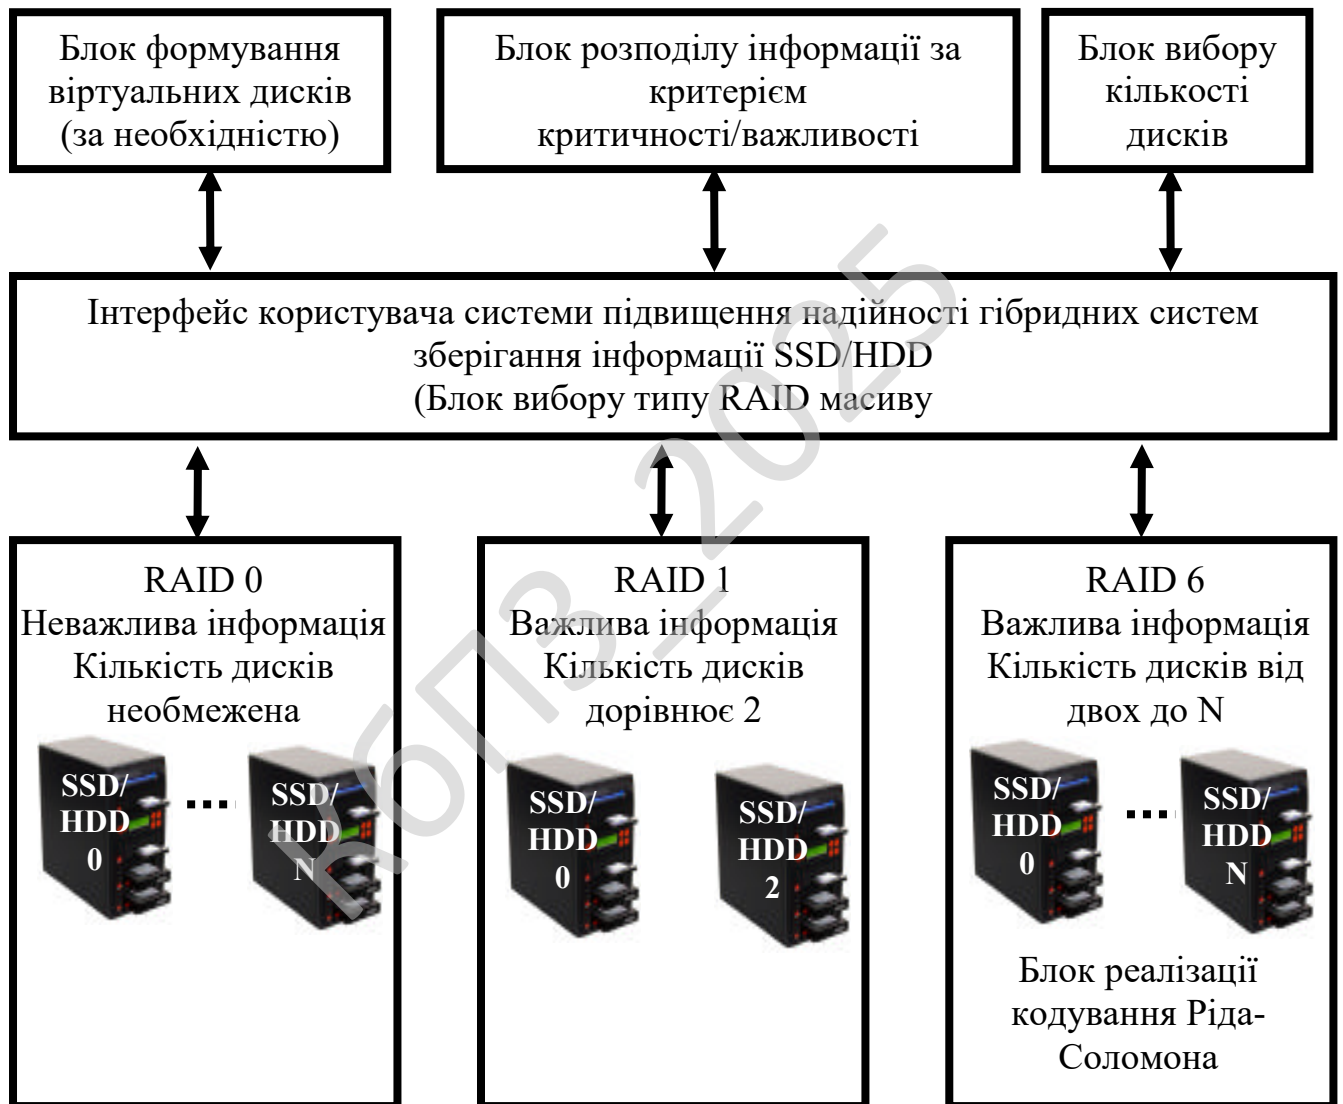 Блок формування
віртуальних дисків
(за необхідністю)
Блок розподілу інформації за
критерієм
критичності/важливості
Блок вибору
кількості
дисків
Інтерфейс користувача системи підвищення надійності гібридних систем
зберігання інформації SSD/HDD
(Блок вибору типу RAID масиву
RAID 0
Неважлива інформація
Кількість дисків
необмежена
SSD/
HDD
0
SSD/
HDD
N
RAID 1
Важлива інформація
Кількість дисків
дорівнює 2
SSD/
HDD
0
SSD/
HDD
2
RAID 6
Важлива інформація
Кількість дисків від
двох до N
SSD/
HDD
0
SSD/
HDD
N
Блок реалізації
кодування Ріда-
Соломона
КбПЗ_2025